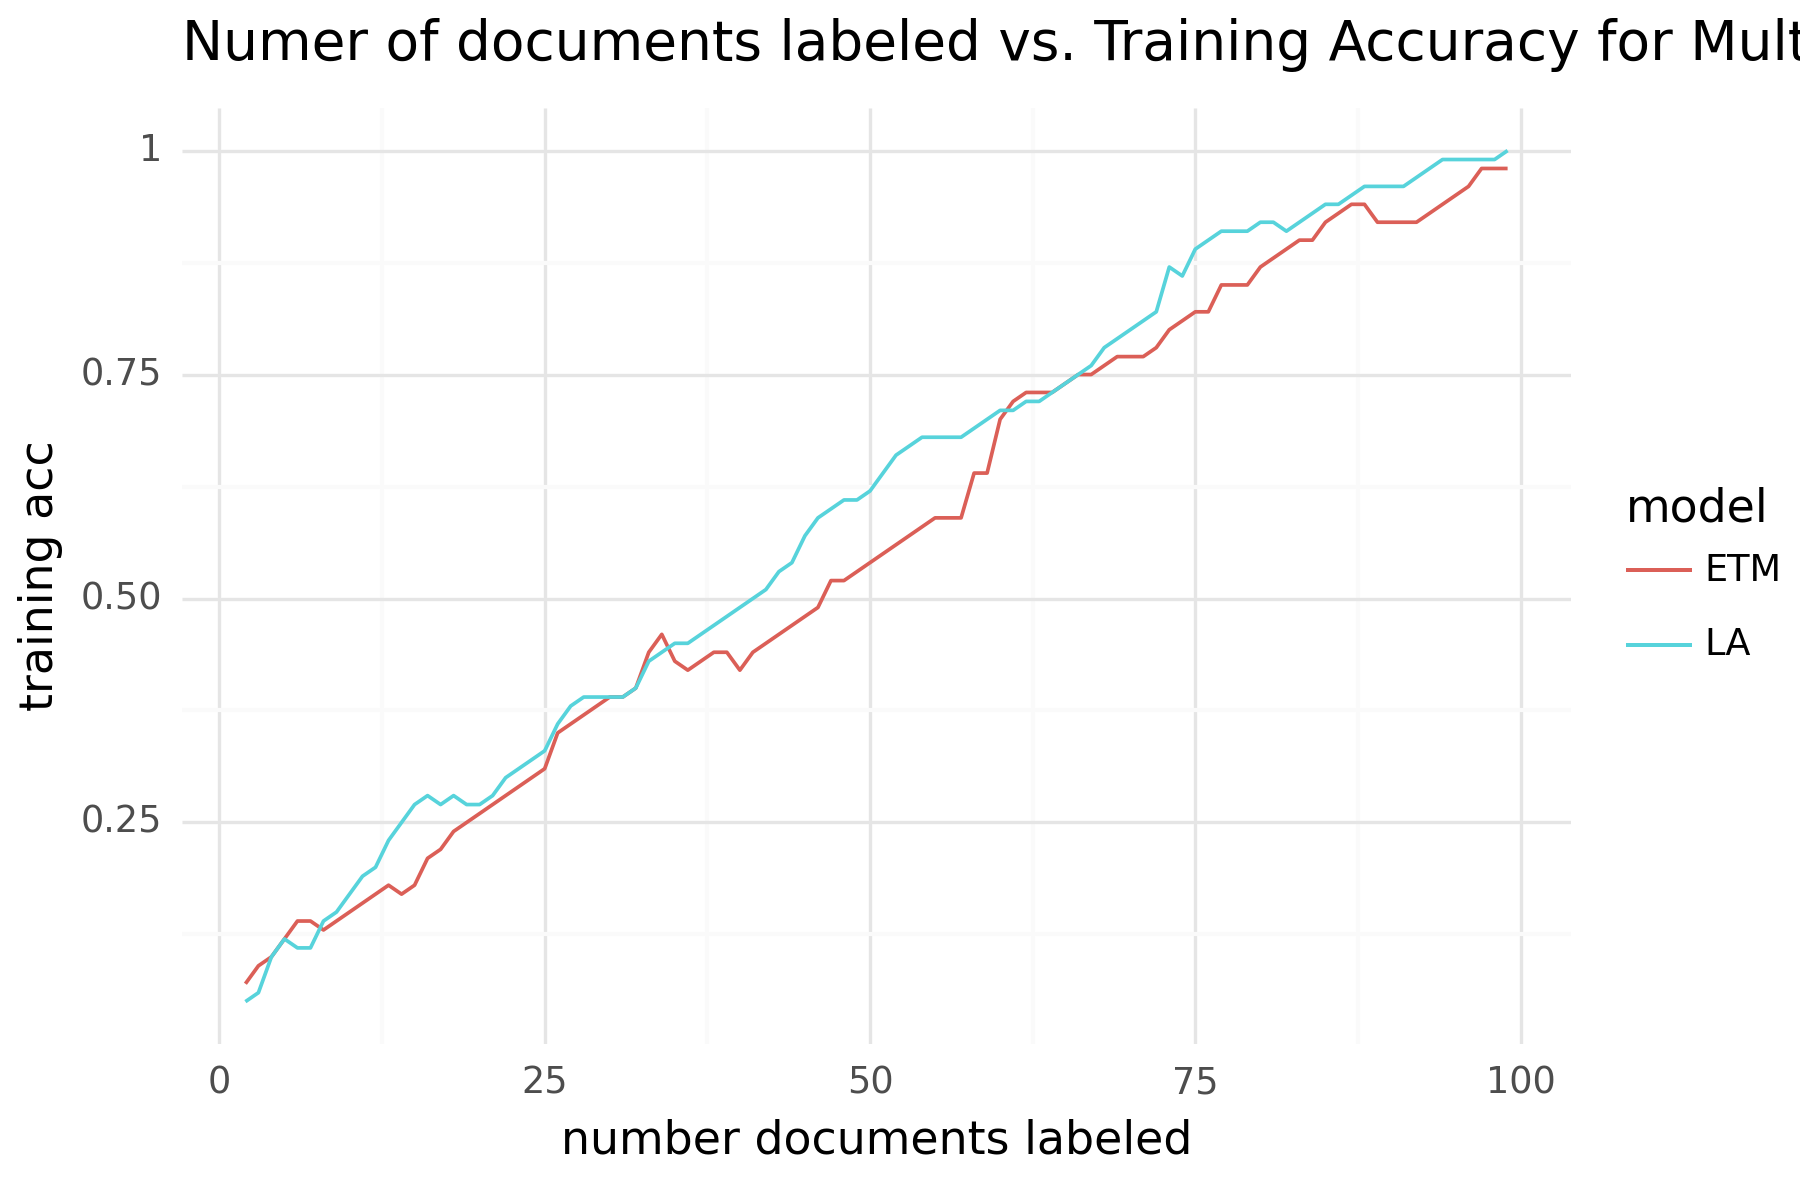 Numer of documents labeled vs. Training Accuracy for Mult
1
0.75
0.50
0.25
training acc
0
25
50
75
100
number documents labeled
model
ETM
LA